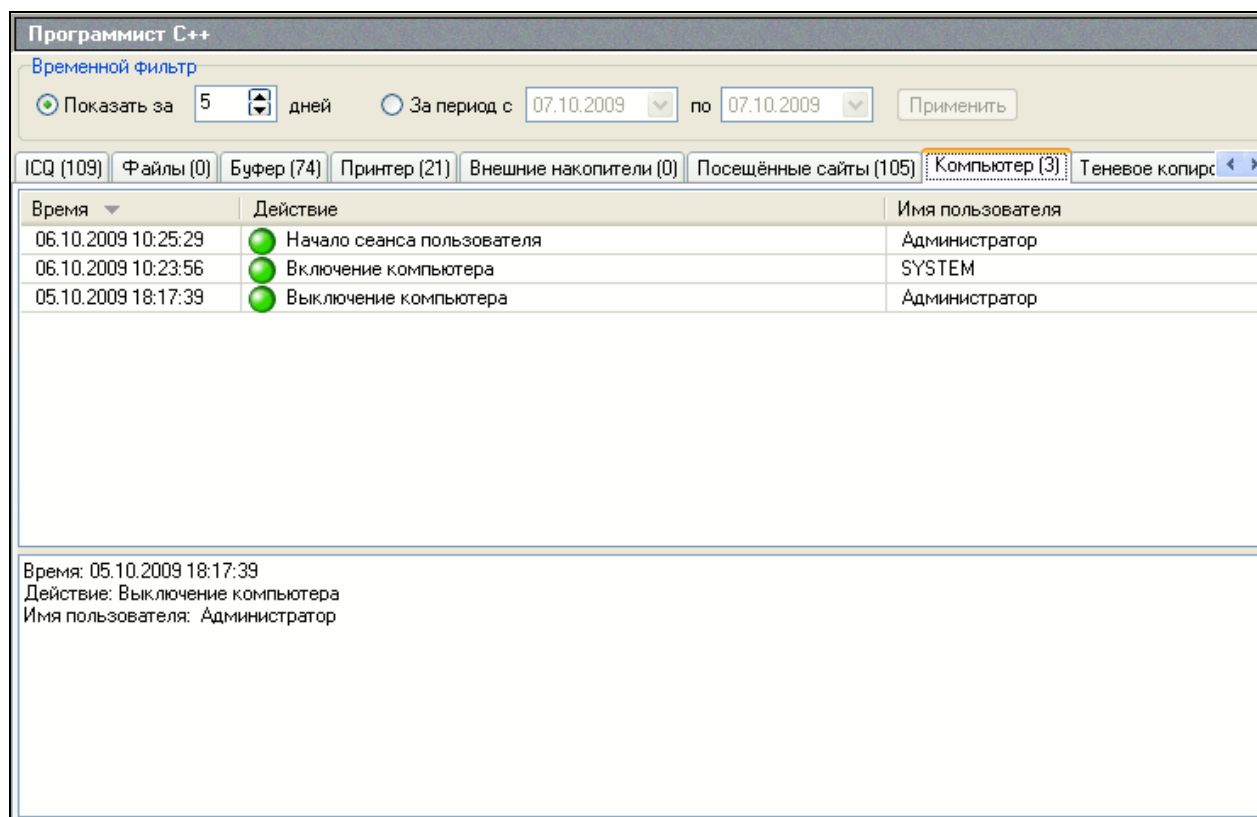 Программист C++
Временной фильтр
Показать за 5 дней За период с 07.10.2009 по 07.10.2009 Применить
ICQ (109) Файлы (0) Буфер (74) Принтер (21) Внешние накопители (0) Посещённые сайты (105) Компьютер (3) Теневое копирс
Время Действие Имя пользователя
06.10.2009 10:25:29 Начало сеанса пользователя Администратор
06.10.2009 10:23:56 Включение компьютера SYSTEM
05.10.2009 18:17:39 Выключение компьютера Администратор
Время: 05.10.2009 18:17:39
Действие: Выключение компьютера
Имя пользователя: Администратор